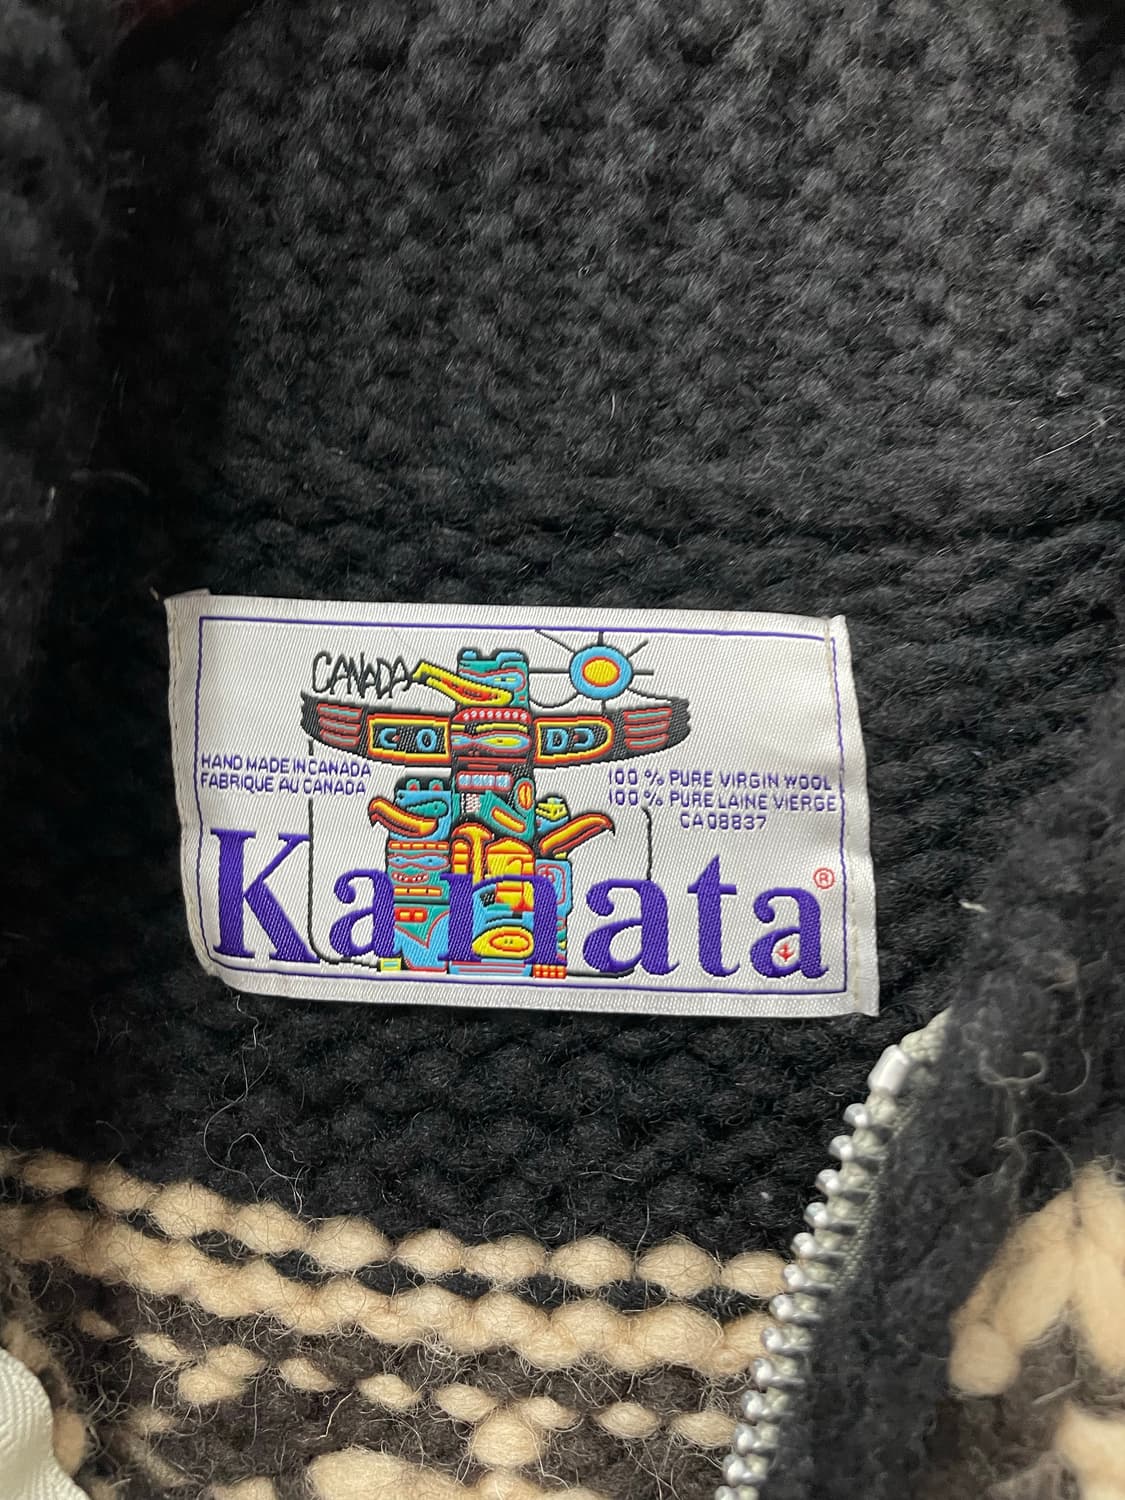 CANADA
HAND MADE IN CANADA
FABRIQUE AU CANADA
100 % PURE VIRGIN WOOL
100 % PURE LAINE VIERGE
CA 08837
Kanata®